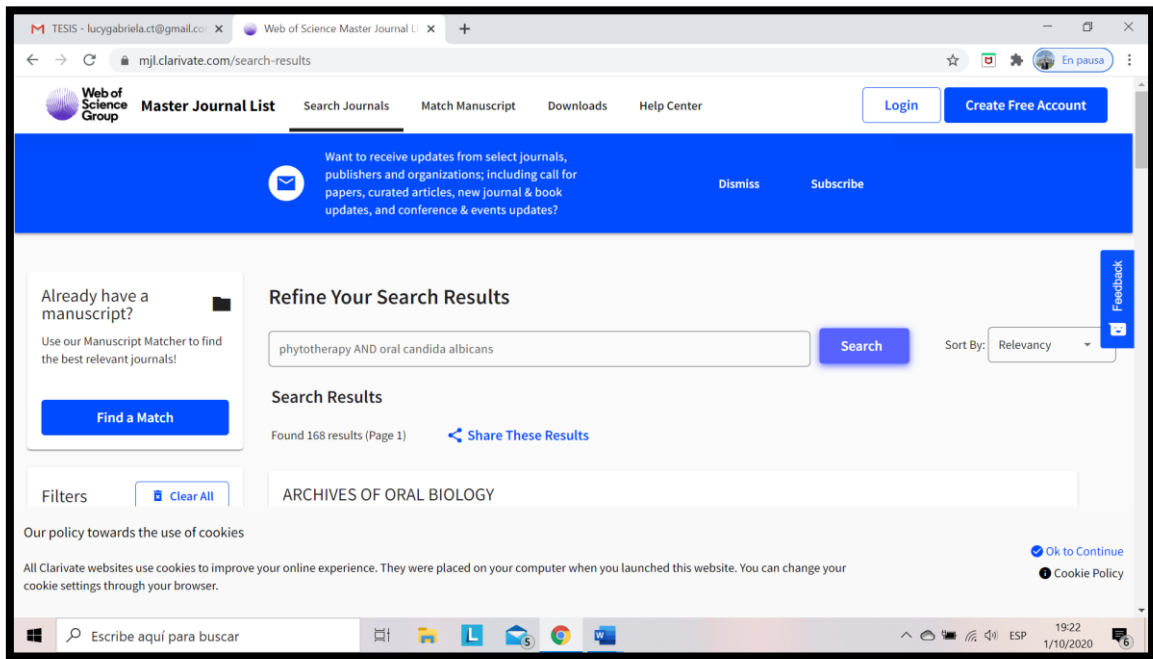 TESIS - lucygabriela.ct@gmail.co
Web of Science Master Journal Li
mjl.clarivate.com/search-results
En pausa
Web of
Science
Group
Master Journal List
Search Journals
Match Manuscript
Downloads
Help Center
Login
Create Free Account
Want to receive updates from select journals,
publishers and organizations; including call for
papers, curated articles, new journal & book
updates, and conference & events updates?
Dismiss
Subscribe
Feedback
Already have a
manuscript?
Use our Manuscript Matcher to find
the best relevant journals!
Find a Match
Filters
Clear All
Refine Your Search Results
phytotherapy AND oral candida albicans
Search
Sort By:
Relevancy
Search Results
Found 168 results (Page 1)
Share These Results
ARCHIVES OF ORAL BIOLOGY
Our policy towards the use of cookies
All Clarivate websites use cookies to improve your online experience. They were placed on your computer when you launched this website. You can change your
cookie settings through your browser.
Ok to Continue
Cookie Policy
Escribe aquí para buscar
L
5
W
ESP
19:22
1/10/2020
6